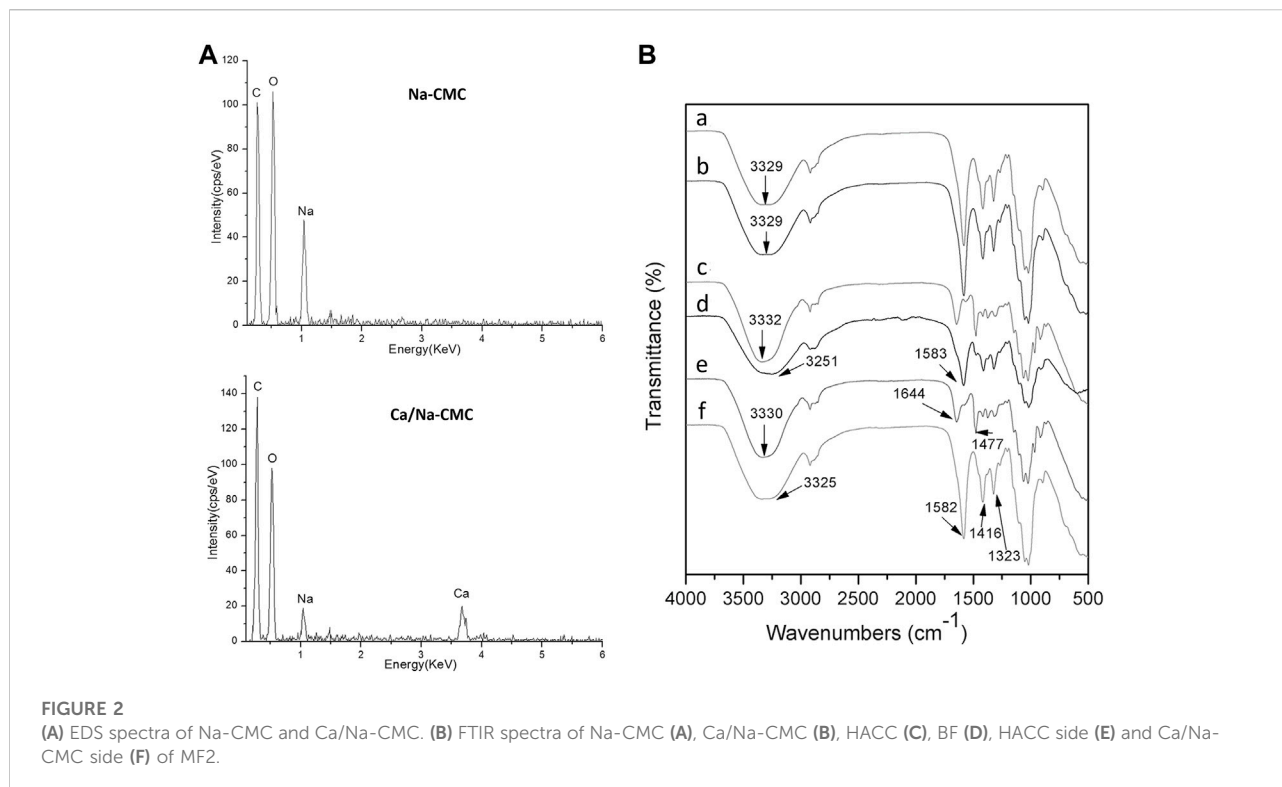 A
120
100
80
60
40
20
0
Intensity(cps/eV)
C
O
Na
Na-CMC
0 1 2 3 4 5 6
Energy(KeV)
140
120
100
80
60
40
20
0
Intensity(cps/eV)
C
O
Na
Ca
Ca/Na-CMC
1 2 3 4 5 6
Energy(KeV)
B
Transmittance (%)
a
b
c
d
e
f
3329
3329
3332
3251
3330
3325
1583
1644
1477
1582
1416
1323
4000 3500 3000 2500 2000 1500 1000 500
Wavenumbers (cm-1)
FIGURE 2
(A) EDS spectra of Na-CMC and Ca/Na-CMC. (B) FTIR spectra of Na-CMC (A), Ca/Na-CMC (B), HACC (C), BF (D), HACC side (E) and Ca/Na-
CMC side (F) of MF2.